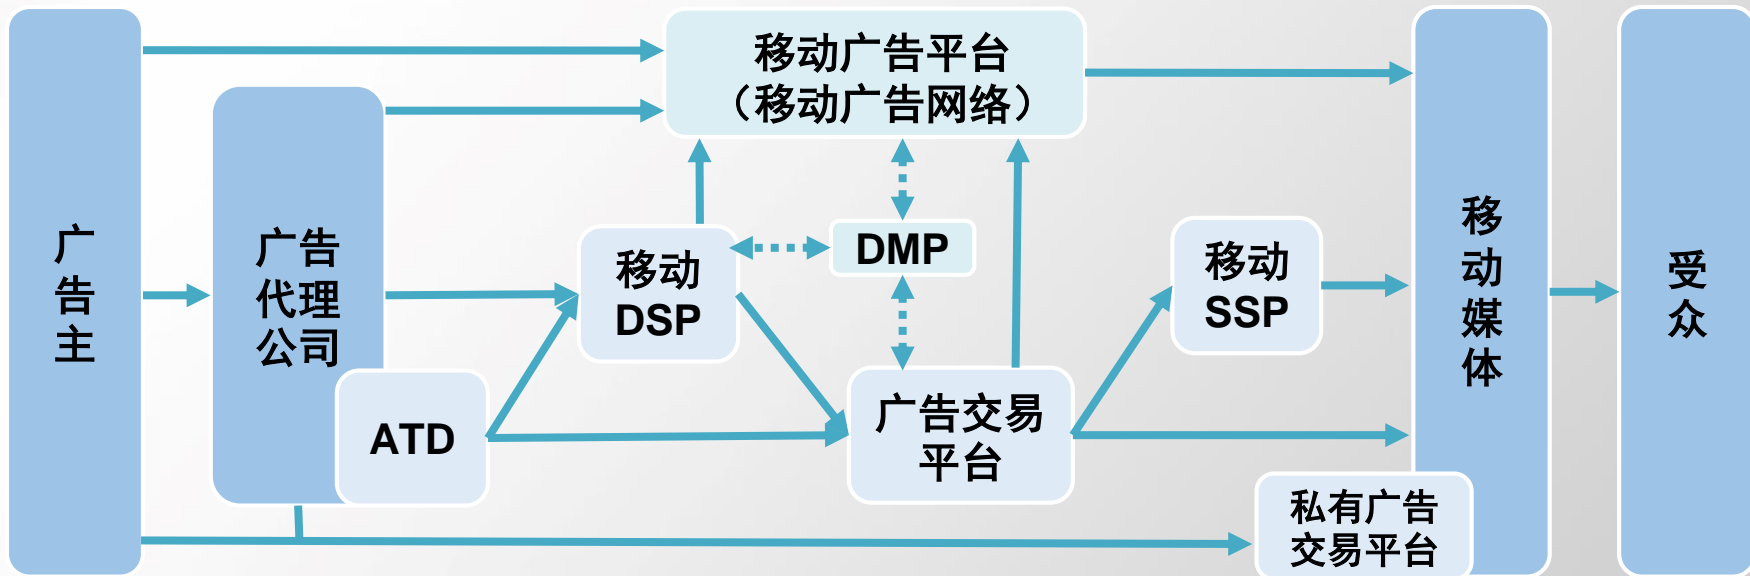 广
告
主
广告
代理
公司
ATD
移动广告平台
（移动广告网络）
移动
DSP
DMP
广告交易
平台
移动
SSP
私有广告
交易平台
移
动
媒
体
受
众